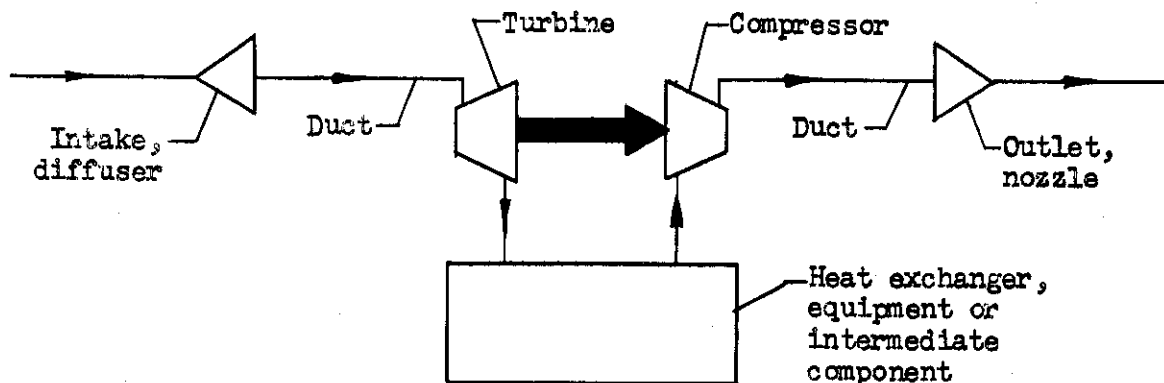 Turbine
Compressor
Duct
Duct
Intake,
diffuser
Outlet,
nozzle
Heat exchanger,
equipment or
intermediate
component